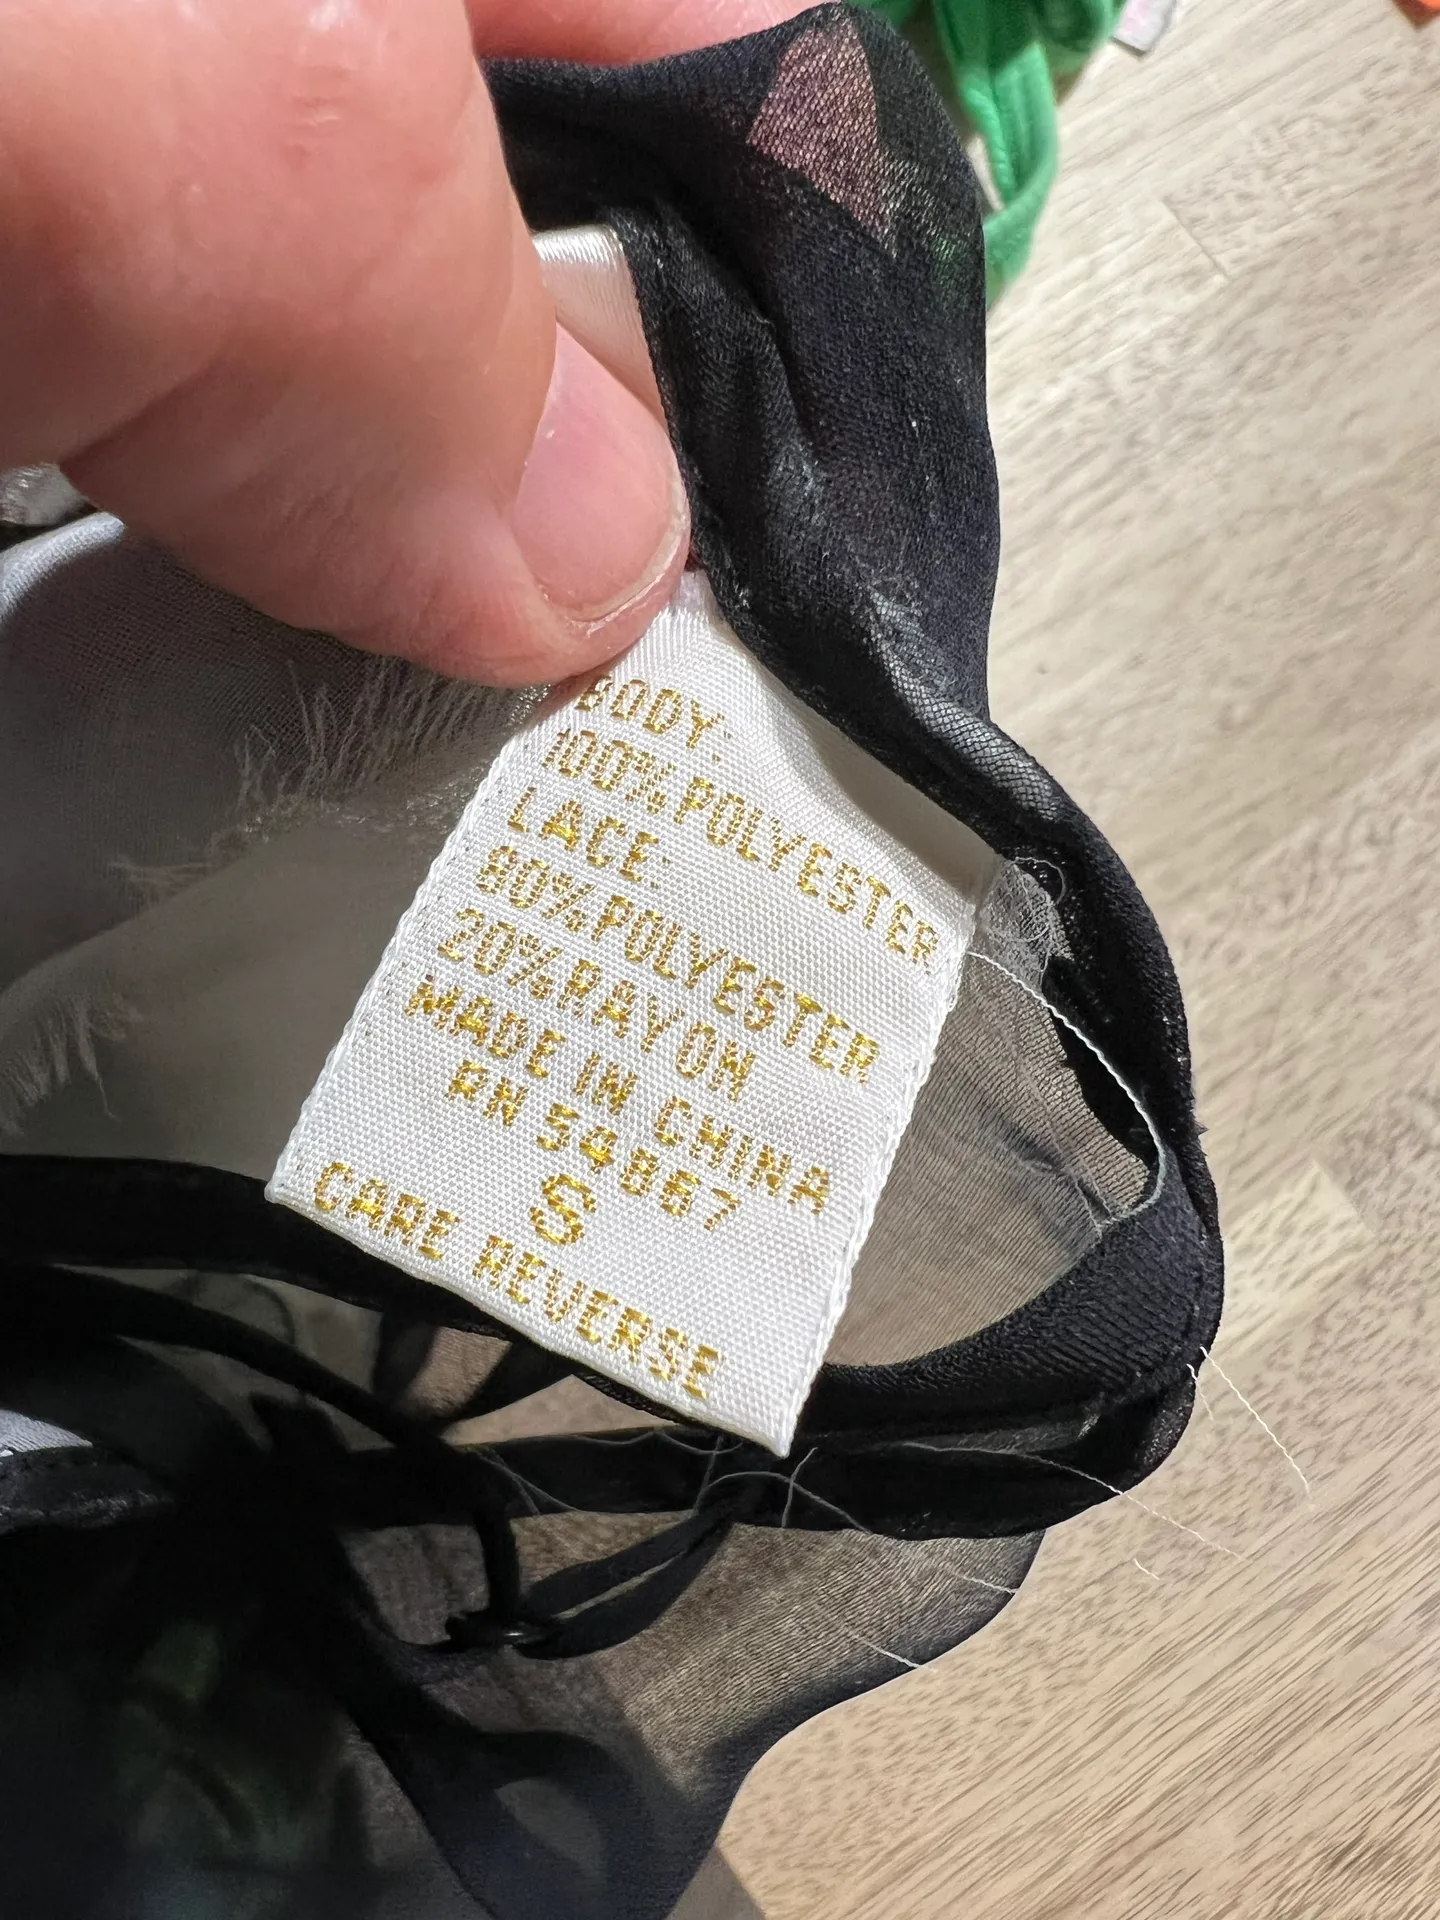 BODY:
100% POLYESTER
LACE:
80% POLYESTER
20% RAYON
MADE IN CHINA
RN 54867
S
CARE REVERSE